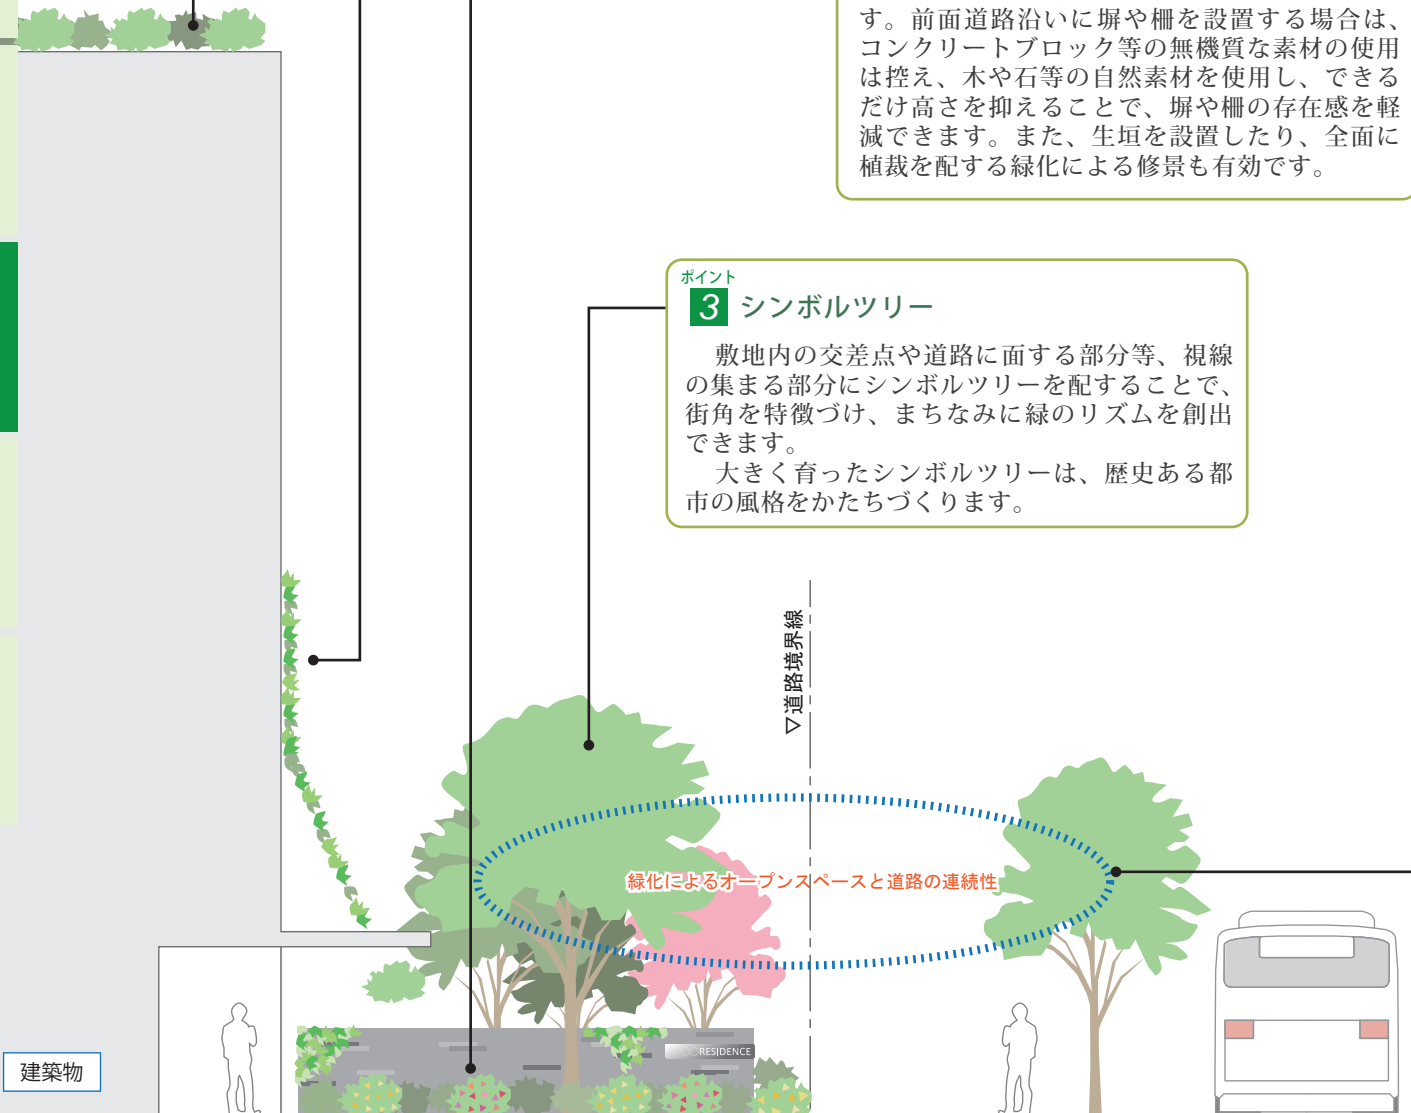 す。前面道路沿いに塀や柵を設置する場合は、
コンクリートブロック等の無機質な素材の使用
は控え、木や石等の自然素材を使用し、できる
だけ高さを抑えることで、塀や柵の存在感を軽
減できます。また、生垣を設置したり、全面に
植栽を配する緑化による修景も有効です。
ポイント
3 シンボルツリー
敷地内の交差点や道路に面する部分等、視線
の集まる部分にシンボルツリーを配することで、
街角を特徴づけ、まちなみに緑のリズムを創出
できます。
大きく育ったシンボルツリーは、歴史ある都
市の風格をかたちづくります。
▽道路境界線
緑化によるオープンスペースと道路の連続性
〇〇RESIDENCE
建築物